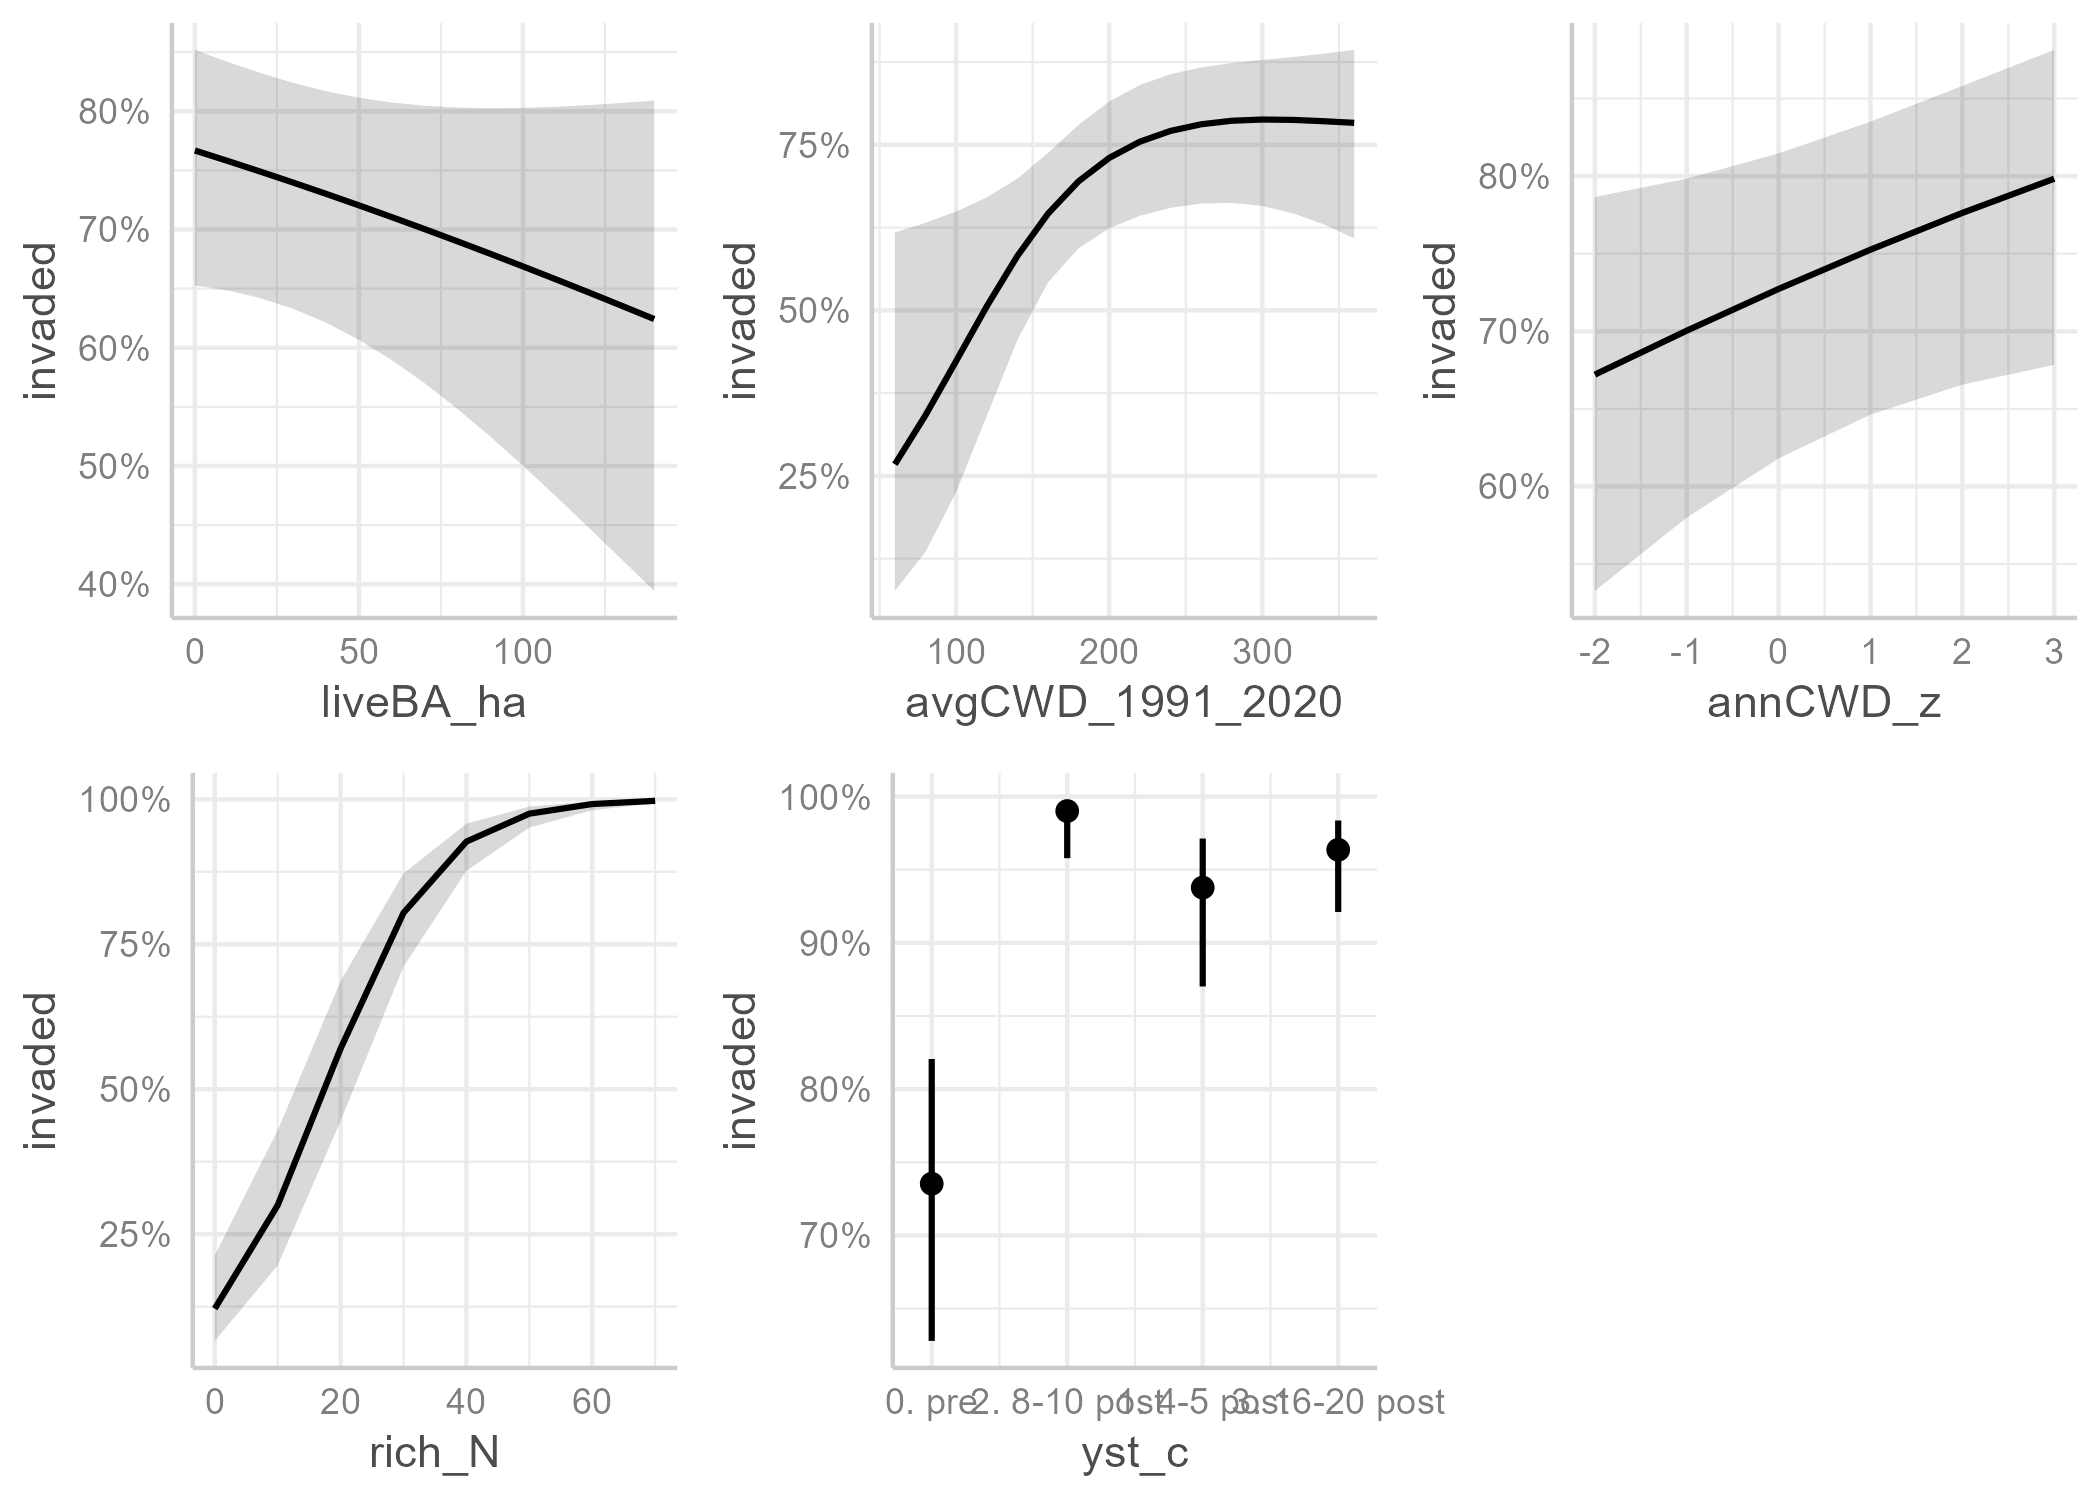 invaded
80%
70%
60%
50%
40%
0 50 100
liveBA_ha
invaded
75%
50%
25%
100 200 300
avgCWD_1991_2020
invaded
80%
70%
60%
-2 -1 0 1 2 3
annCWD_z
invaded
100%
75%
50%
25%
0 20 40 60
rich_N
invaded
100%
90%
80%
70%
0. pre 2. 8-10 post 1. 4-5 post 3. 16-20 post
yst_c